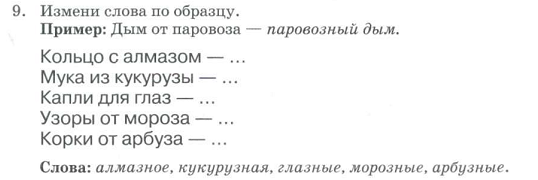 9. Измени слова по образцу.
Пример: Дым от паровоза — паровозный дым.
Кольцо с алмазом — ...
Мука из кукурузы — ...
Капли для глаз — ...
Узоры от мороза — ...
Корки от арбуза — ...
Слова: алмазное, кукурузная, глазные, морозные, арбузные.